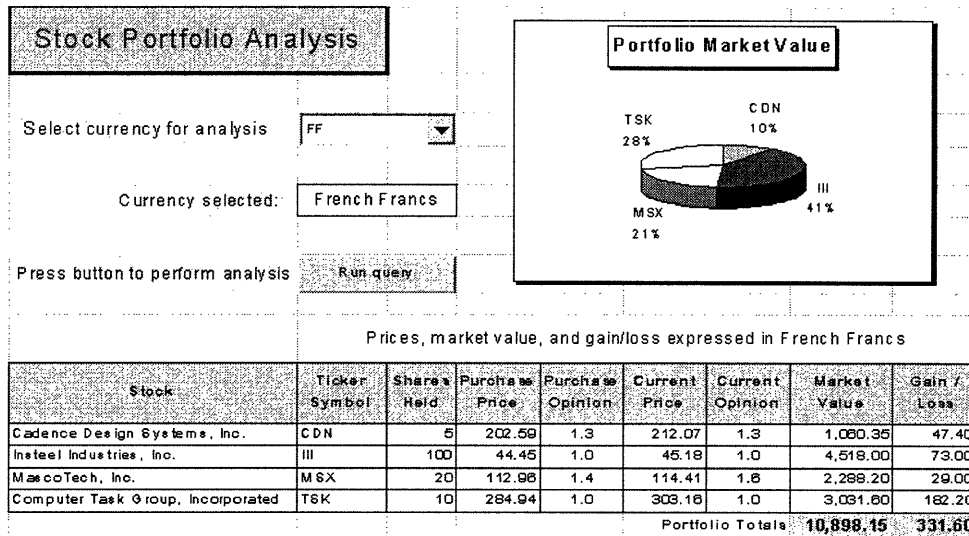 Stock Portfolio Analysis
Select currency for analysis FF
Currency selected: French Francs
Press button to perform analysis Run query
Portfolio Market Value
TSK
28%
CDN
10%
III
41%
MSX
21%
Prices, market value, and gain/loss expressed in French Francs
Stock Ticker Symbol Shares Held Purchase Price Purchase Opinion Current Price Current Opinion Market Value Gain / Loss
Cadence Design Systems, Inc. CDN 5 202.59 1.3 212.07 1.3 1,060.35 47.40
Insteel Industries, Inc. III 100 44.45 1.0 45.18 1.0 4,518.00 73.00
MascoTech, Inc. MSX 20 112.96 1.4 114.41 1.6 2,288.20 29.00
Computer Task Group, Incorporated TSK 10 284.94 1.0 303.16 1.0 3,031.60 182.20
Portfolio Totals 10,898.15 331.60